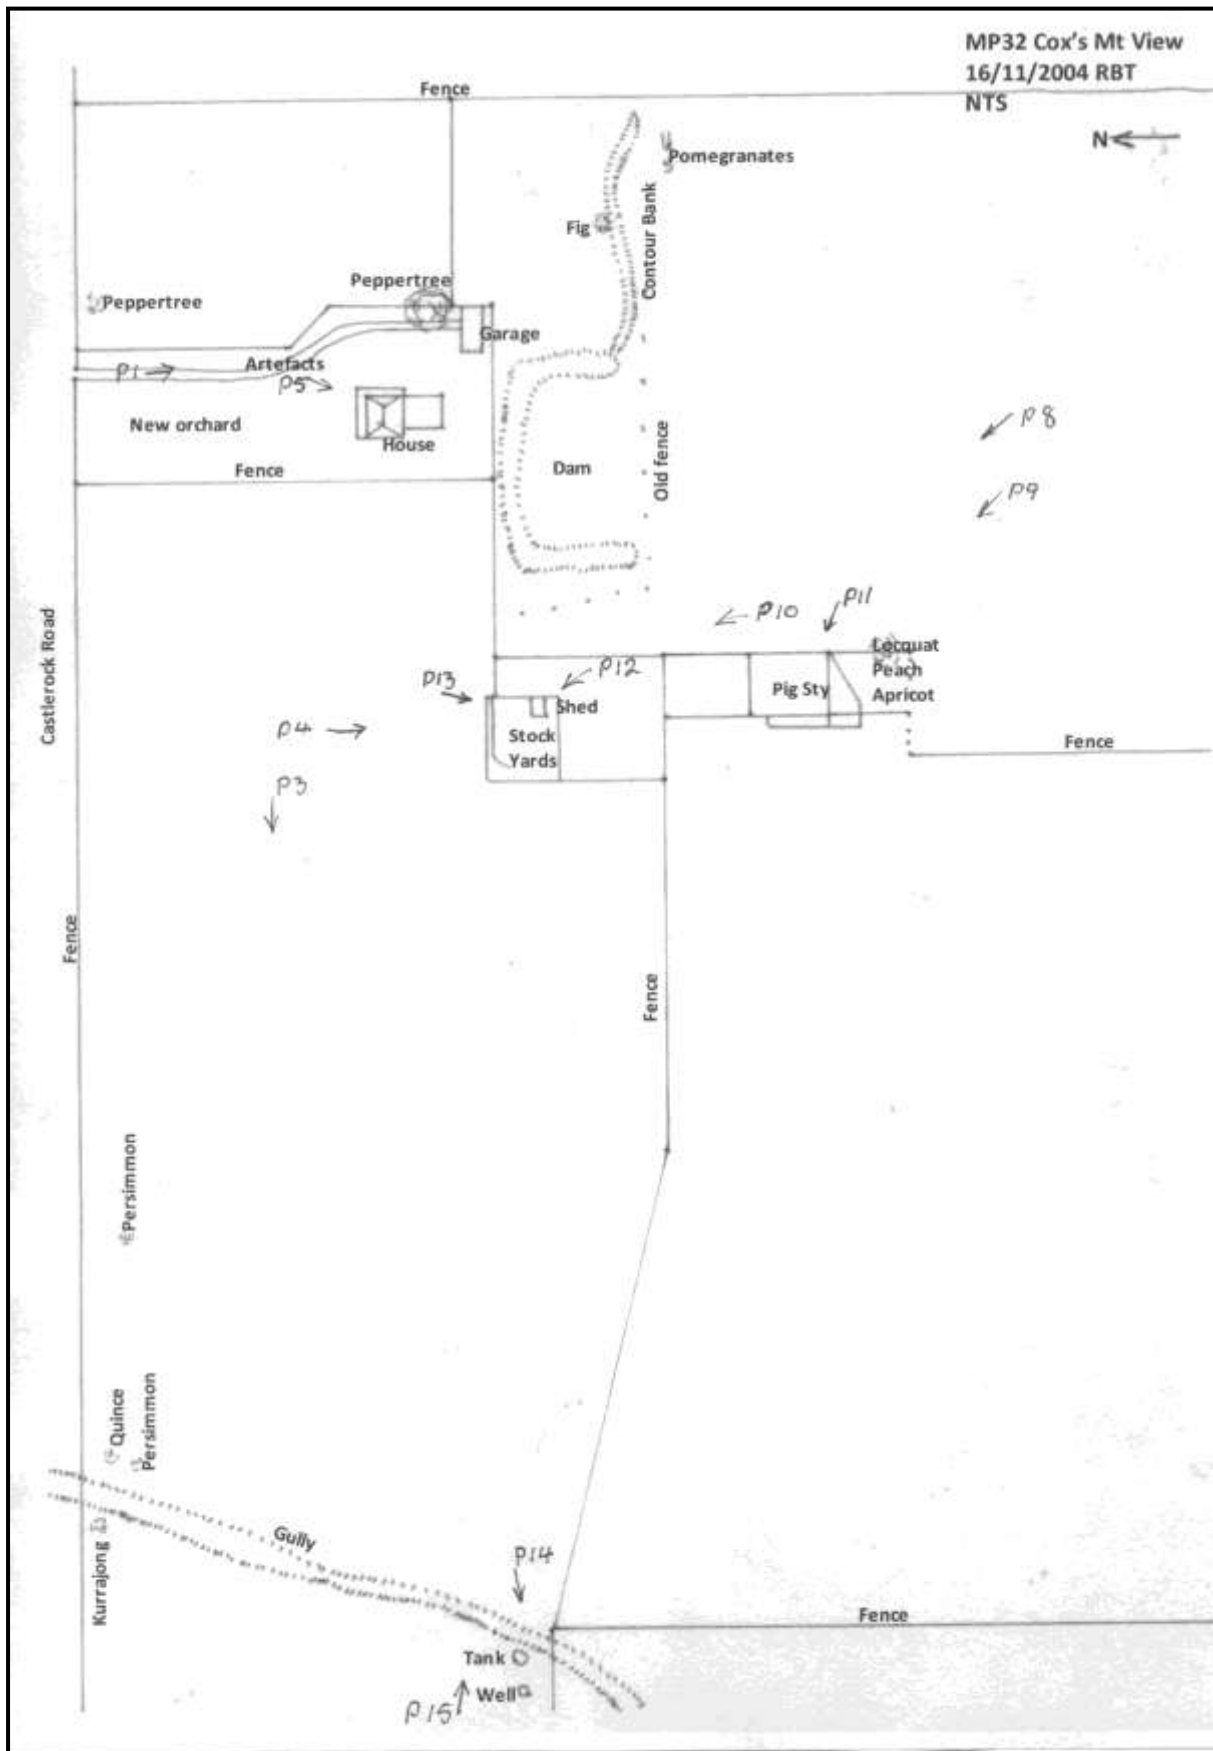 MP32 Cox's Mt View
16/11/2004 RBT
NTS
Fence
N
Pomegranates
Fig
Contour Bank
Peppertree
Peppertree
Garage
P1
Artefacts
P5
New orchard
House
P8
Fence
Dam
Old fence
P9
Castlerock Road
P10
P11
Locquat
Peach
Apricot
P13
P12
Pig Sty
Shed
P4
Stock
Yards
Fence
P3
Fence
Fence
Persimmon
Quince
Persimmon
Gully
Kurrajong
P14
Fence
Tank
Well
P15